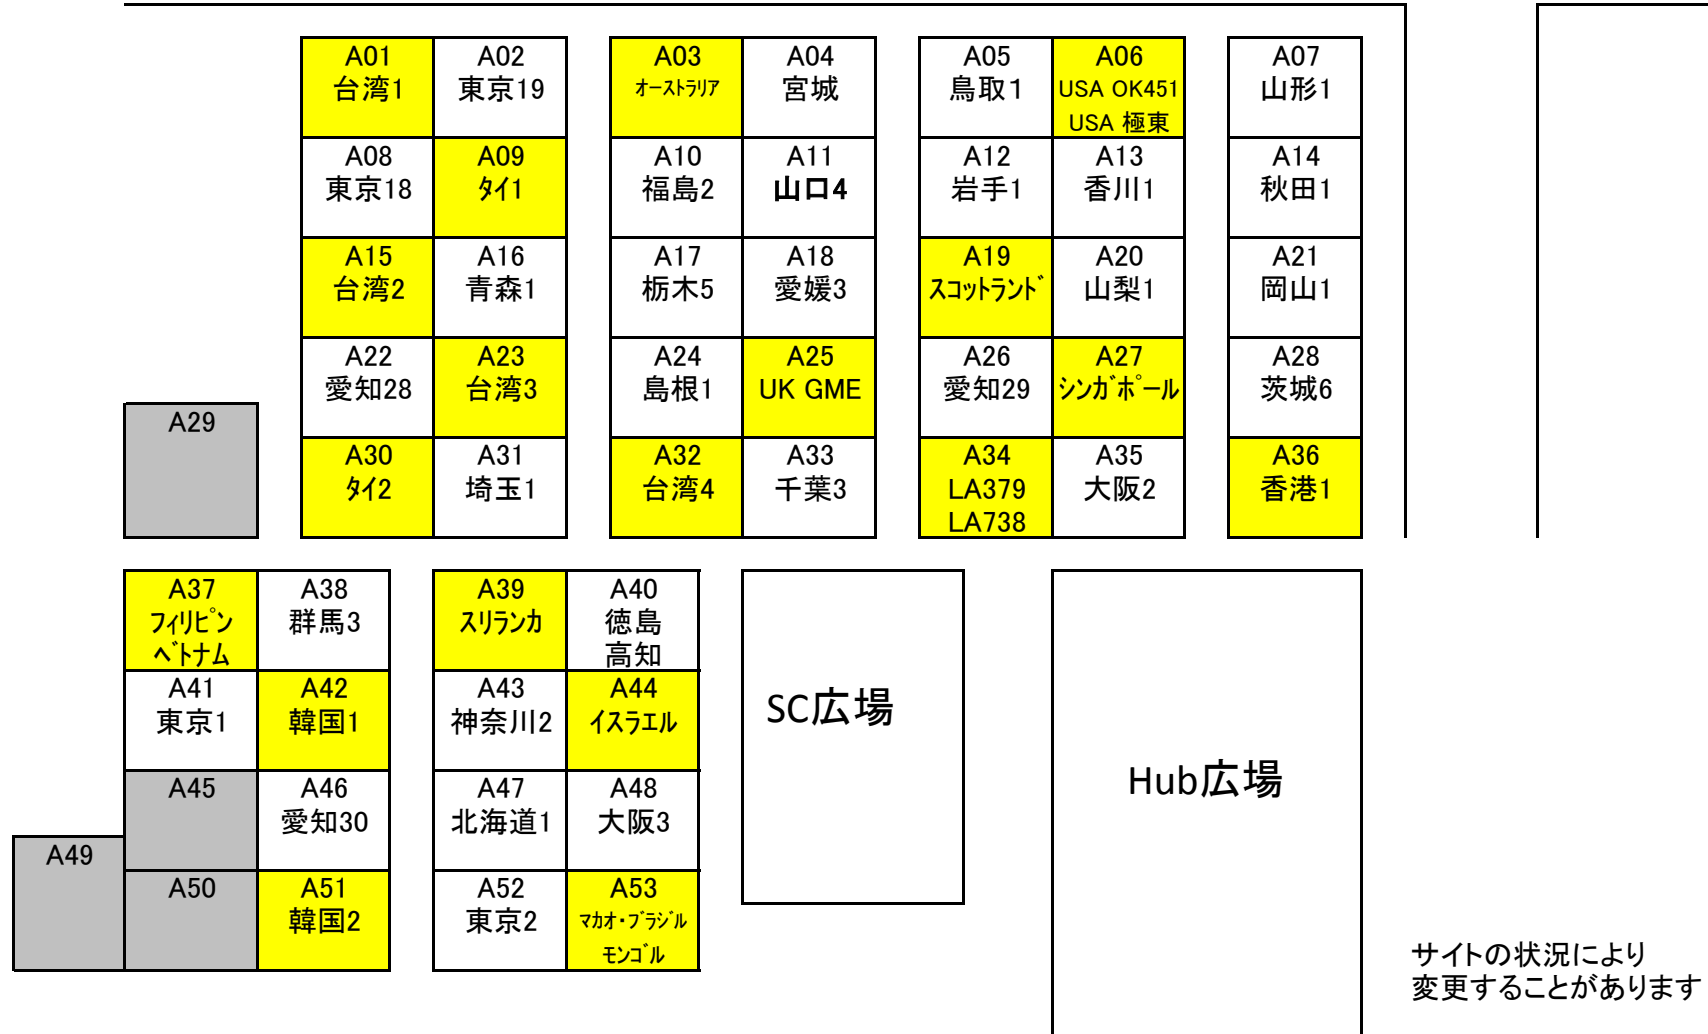 A01
台湾1
A02
東京19
A03
ｵｰｽﾄﾗﾘｱ
A04
宮城
A05
鳥取1
A06
USA OK451
USA 極東
A07
山形1
A08
東京18
A09
ﾀｲ1
A10
福島2
A11
山口4
A12
岩手1
A13
香川1
A14
秋田1
A15
台湾2
A16
青森1
A17
栃木5
A18
愛媛3
A19
ｽｺｯﾄﾗﾝﾄﾞ
A20
山梨1
A21
岡山1
A22
愛知28
A23
台湾3
A24
島根1
A25
UK GME
A26
愛知29
A27
ｼﾝｶﾞﾎﾟｰﾙ
A28
茨城6
A29
A30
ﾀｲ2
A31
埼玉1
A32
台湾4
A33
千葉3
A34
LA379
LA738
A35
大阪2
A36
香港1
A37
ﾌｨﾘﾋﾟﾝ
ﾍﾞﾄﾅﾑ
A38
群馬3
A39
ｽﾘﾗﾝｶ
A40
徳島
高知
A41
東京1
A42
韓国1
A43
神奈川2
A44
ｲｽﾗｴﾙ
SC広場
Hub広場
A45
A46
愛知30
A47
北海道1
A48
大阪3
A49
A50
A51
韓国2
A52
東京2
A53
ﾏｶｵ･ﾌﾞﾗｼﾞﾙ
ﾓﾝｺﾞﾙ
サイトの状況により
変更することがあります